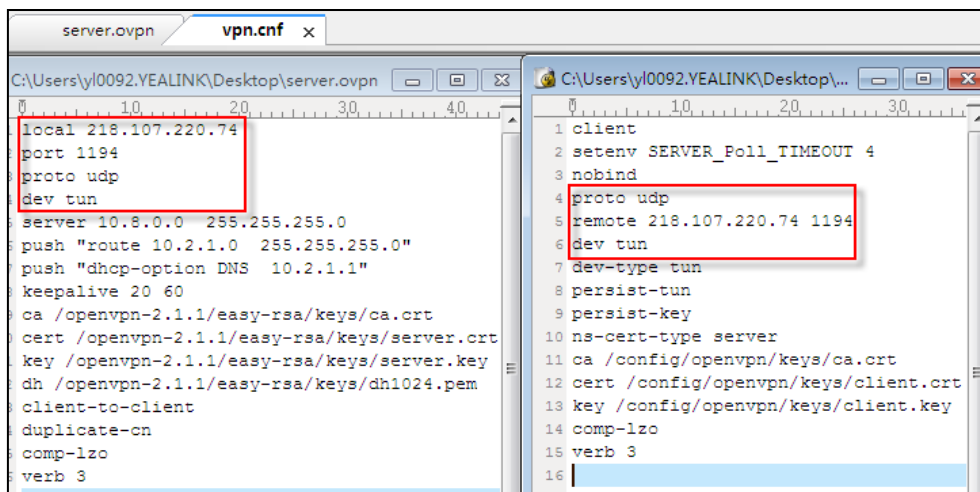 server.ovpn vpn.cnf x
C:\Users\yl0092.YEALINK\Desktop\server.ovpn
10 20 30 40
local 218.107.220.74
port 1194
proto udp
dev tun
server 10.8.0.0  255.255.255.0
push "route 10.2.1.0  255.255.255.0"
push "dhcp-option DNS  10.2.1.1"
keepalive 20 60
ca /openvpn-2.1.1/easy-rsa/keys/ca.crt
cert /openvpn-2.1.1/easy-rsa/keys/server.crt
key /openvpn-2.1.1/easy-rsa/keys/server.key
dh /openvpn-2.1.1/easy-rsa/keys/dh1024.pem
client-to-client
duplicate-cn
comp-lzo
verb 3
C:\Users\yl0092.YEALINK\Desktop\...
0 10 20 30
1 client
2 setenv SERVER_Poll_TIMEOUT 4
3 nobind
4 proto udp
5 remote 218.107.220.74 1194
6 dev tun
7 dev-type tun
8 persist-tun
9 persist-key
10 ns-cert-type server
11 ca /config/openvpn/keys/ca.crt
12 cert /config/openvpn/keys/client.crt
13 key /config/openvpn/keys/client.key
14 comp-lzo
15 verb 3
16